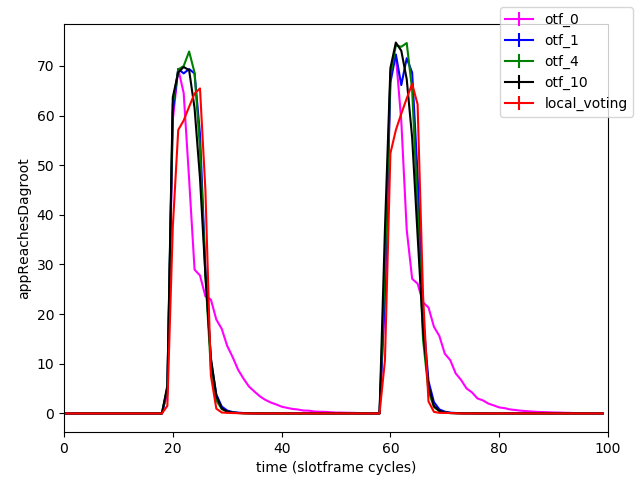 otf_0
otf_1
otf_4
otf_10
local_voting
appReachesDagroot
70
60
50
40
30
20
10
0
0 20 40 60 80 100
time (slotframe cycles)